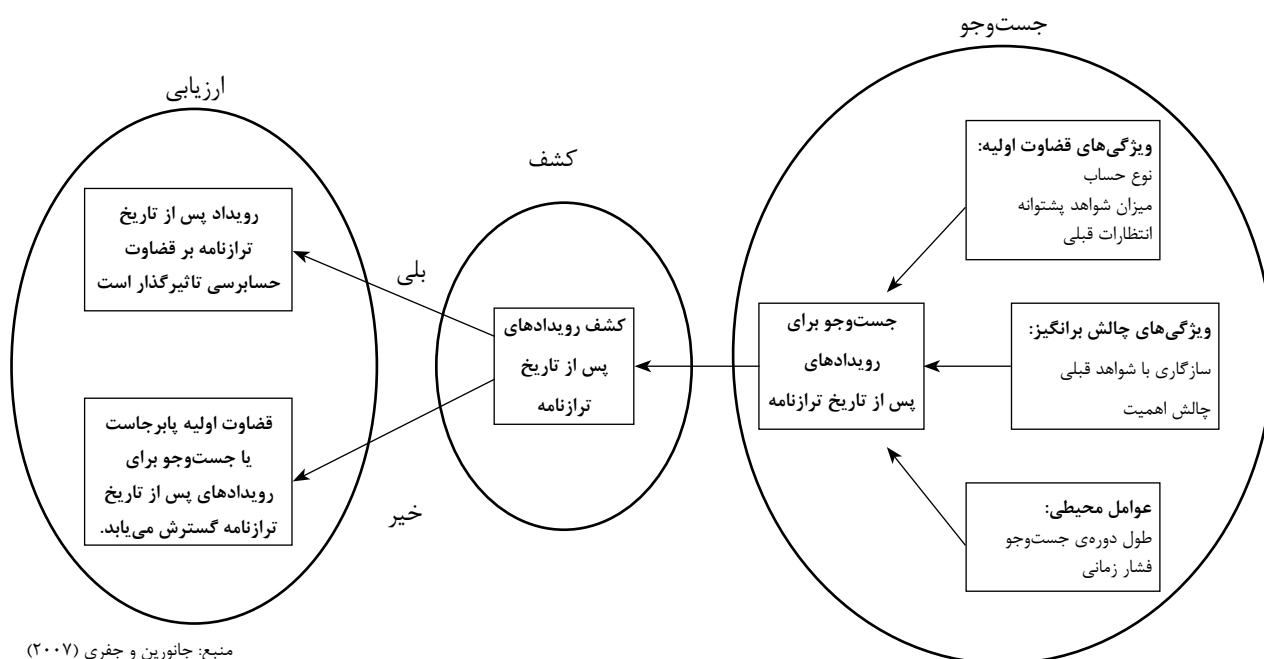 جست‌وجو
ویژگی‌های قضاوت اولیه:
نوع حساب
میزان شواهد پشتوانه
انتظارات قبلی
ویژگی‌های چالش برانگیز:
سازگاری با شواهد قبلی
چالش اهمیت
عوامل محیطی:
طول دوره‌ی جست‌وجو
فشار زمانی
جست‌وجو برای
رویدادهای
پس از تاریخ ترازنامه
کشف
کشف رویدادهای
پس از تاریخ
ترازنامه
بلی
خیر
ارزیابی
رویداد پس از تاریخ
ترازنامه بر قضاوت
حسابرسی تاثیرگذار است
قضاوت اولیه پابرجاست
یا جست‌وجو برای
رویدادهای پس از تاریخ
ترازنامه گسترش می‌یابد.
منبع: جانورین و جفری (۲۰۰۷)